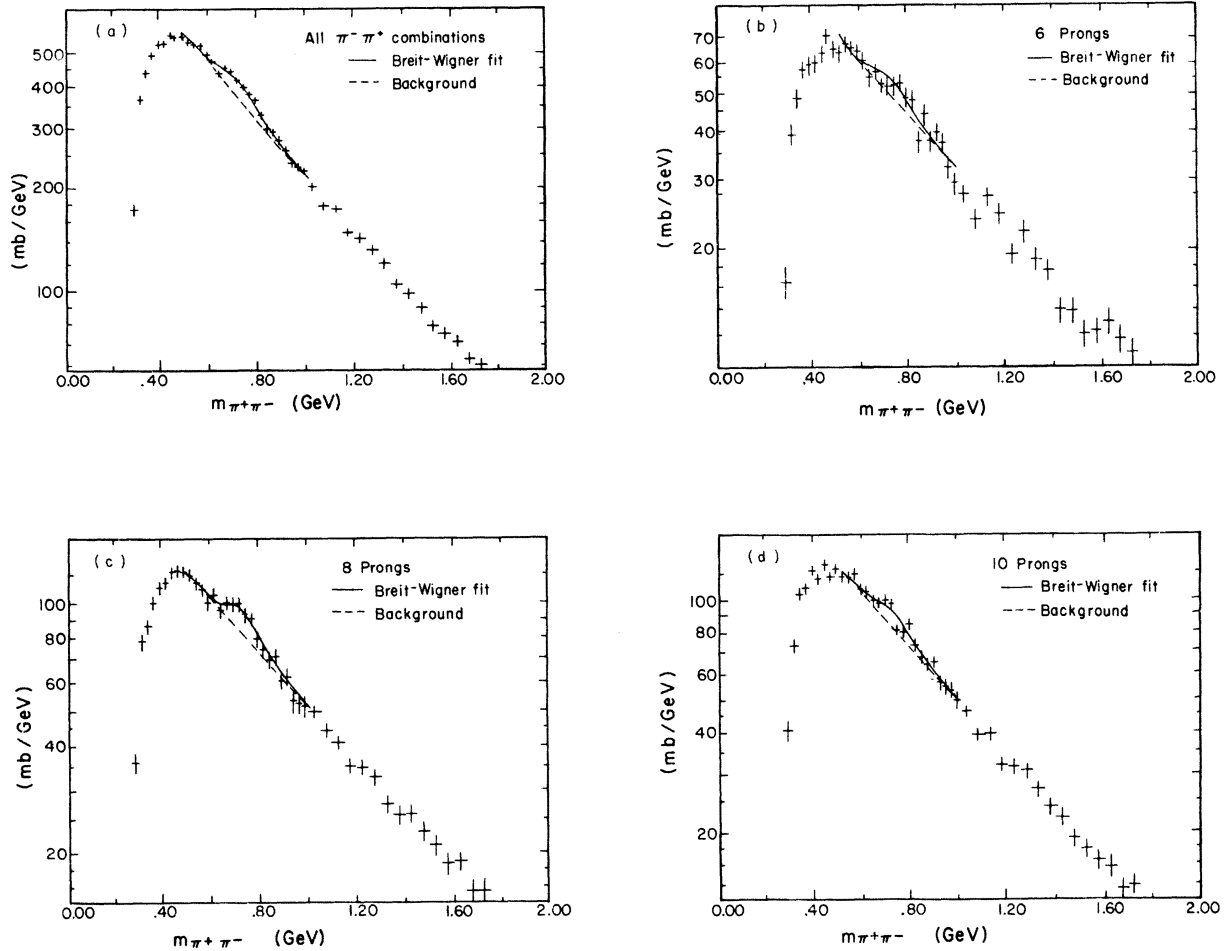 (a)
All π⁻π⁺ combinations
Breit-Wigner fit
Background
500
400
300
200
100
(mb/GeV)
0.00 .40 .80 1.20 1.60 2.00
mπ+π- (GeV)
(b)
6 Prongs
Breit-Wigner fit
Background
70
60
50
40
30
20
(mb/GeV)
0.00 .40 .80 1.20 1.60 2.00
mπ+π- (GeV)
(c)
8 Prongs
Breit-Wigner fit
Background
100
80
60
40
20
(mb/GeV)
0.00 .40 .80 1.20 1.60 2.00
mπ+π- (GeV)
(d)
10 Prongs
Breit-Wigner fit
Background
100
80
60
40
20
(mb/GeV)
0.00 .40 .80 1.20 1.60 2.00
mπ+π- (GeV)